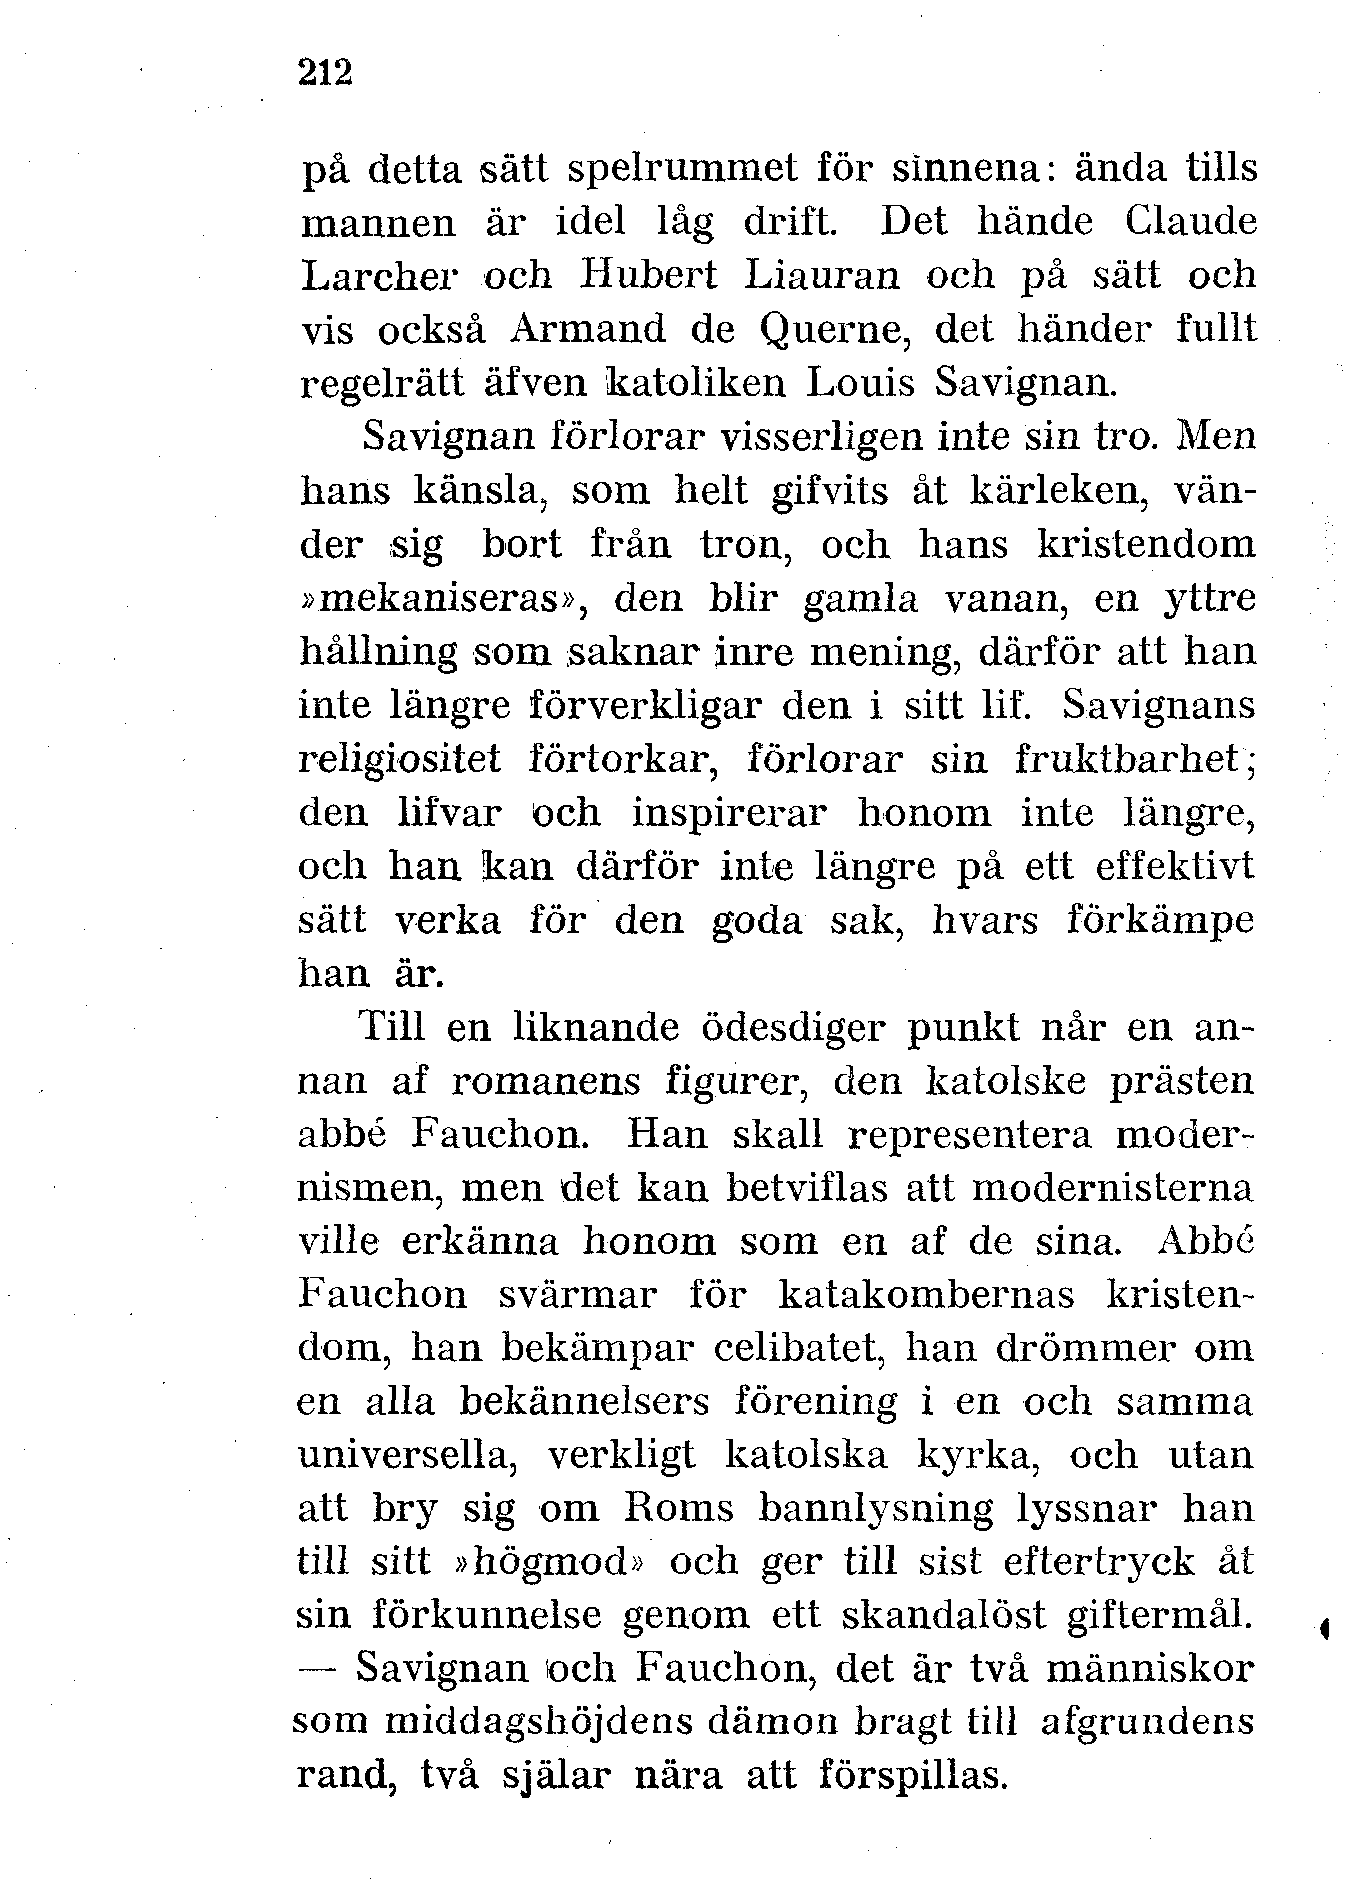 212
på detta sätt spelrummet för sinnena: ända tills
mannen är idel låg drift. Det hände Claude
Larcher och Hubert Liauran och på sätt och
vis också Armand de Querne, det händer fullt
regelrätt äfven katoliken Louis Savignan.
Savignan förlorar visserligen inte sin tro. Men
hans känsla, som helt gifvits åt kärleken, vän-
der sig bort från tron, och hans kristendom
»mekaniseras», den blir gamla vanan, en yttre
hållning som saknar inre mening, därför att han
inte längre förverkligar den i sitt lif. Savignans
religiositet förtorkar, förlorar sin fruktbarhet;
den lifvar och inspirerar honom inte längre,
och han kan därför inte längre på ett effektivt
sätt verka för den goda sak, hvars förkämpe
han är.
Till en liknande ödesdiger punkt når en an-
nan af romanens figurer, den katolske prästen
abbé Fauchon. Han skall representera moder-
nismen, men det kan betviflas att modernisterna
ville erkänna honom som en af de sina. Abbé
Fauchon svärmar för katakombernas kristen-
dom, han bekämpar celibatet, han drömmer om
en alla bekännelsers förening i en och samma
universella, verkligt katolska kyrka, och utan
att bry sig om Roms bannlysning lyssnar han
till sitt »högmod» och ger till sist eftertryck åt
sin förkunnelse genom ett skandalöst giftermål.
— Savignan och Fauchon, det är två människor
som middagshöjdens dämon bragt till afgrundens
rand, två själar nära att förspillas.